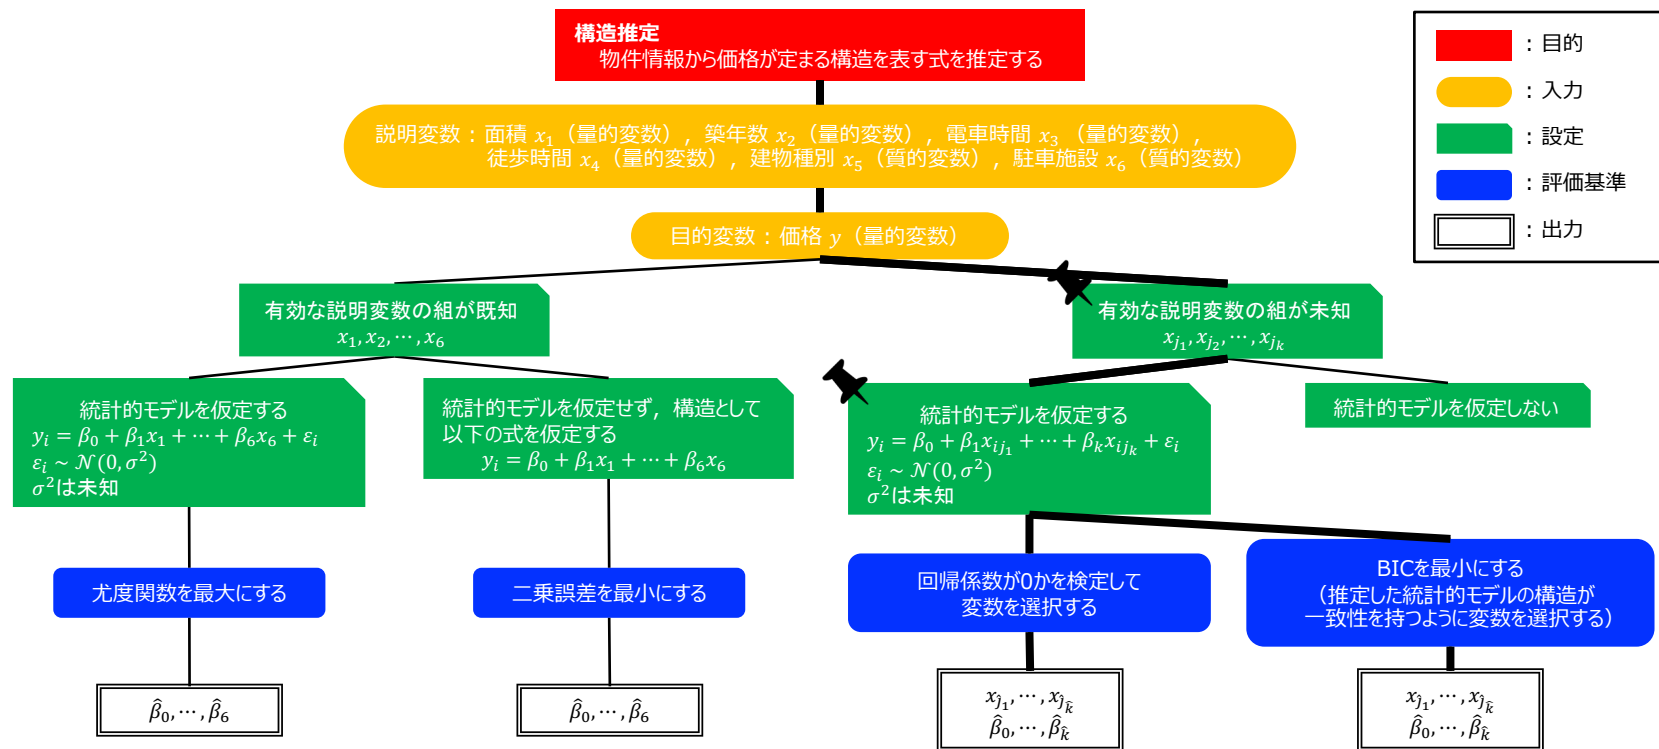 構造推定
物件情報から価格が定まる構造を表す式を推定する
：目的
：入力
：設定
：評価基準
：出力
説明変数：面積 x₁（量的変数），築年数 x₂（量的変数），電車時間 x₃（量的変数），
徒歩時間 x₄（量的変数），建物種別 x₅（質的変数），駐車施設 x₆（質的変数）
目的変数：価格 y（量的変数）
有効な説明変数の組が既知
x₁, x₂, ⋯, x₆
有効な説明変数の組が未知
x_{j₁}, x_{j₂}, ⋯, x_{j_k}
統計的モデルを仮定する
y_i = β₀ + β₁x₁ + ⋯ + β₆x₆ + ε_i
ε_i ~ 𝒩(0, σ²)
σ²は未知
統計的モデルを仮定せず，構造として
以下の式を仮定する
y_i = β₀ + β₁x₁ + ⋯ + β₆x₆
統計的モデルを仮定する
y_i = β₀ + β₁x_{ij₁} + ⋯ + β_k x_{ij_k} + ε_i
ε_i ~ 𝒩(0, σ²)
σ²は未知
統計的モデルを仮定しない
尤度関数を最大にする
二乗誤差を最小にする
回帰係数が0かを検定して
変数を選択する
BICを最小にする
（推定した統計的モデルの構造が
一致性を持つように変数を選択する）
β̂₀, ⋯, β̂₆
β̂₀, ⋯, β̂₆
x_{ĵ₁}, ⋯, x_{ĵ_k̂}
β̂₀, ⋯, β̂_k̂
x_{ĵ₁}, ⋯, x_{ĵ_k̂}
β̂₀, ⋯, β̂_k̂